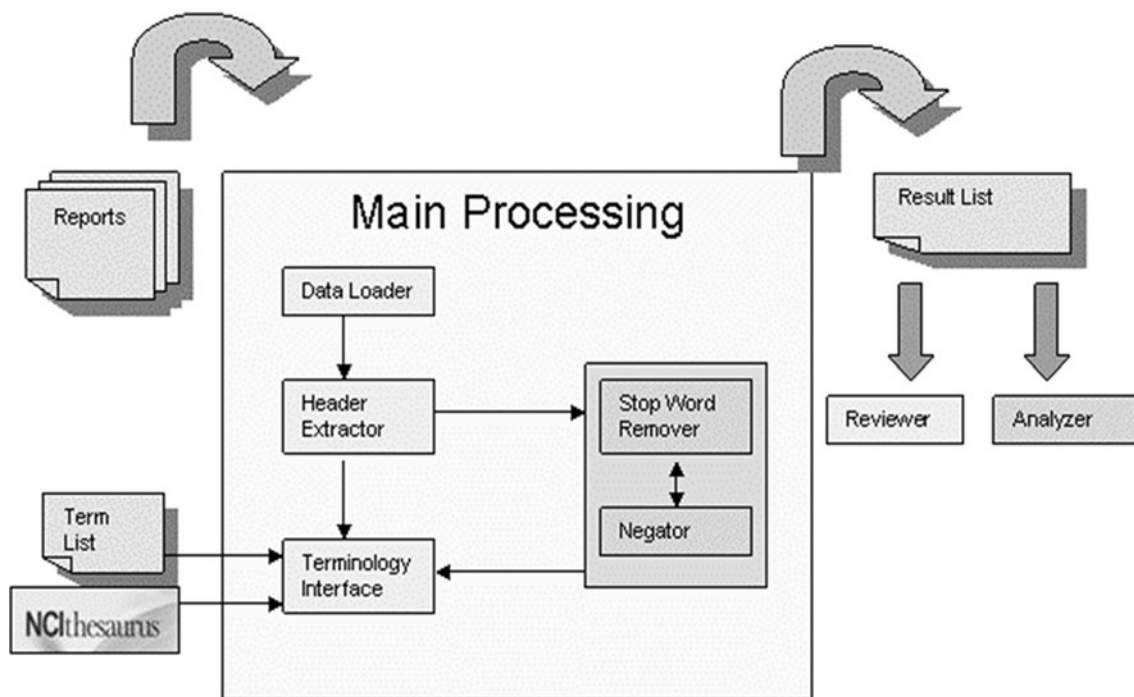 Main Processing
Reports
Result List
Data Loader
Header
Extractor
Stop Word
Remover
Reviewer
Analyzer
Term
List
Negator
Terminology
Interface
NCIthesaurus